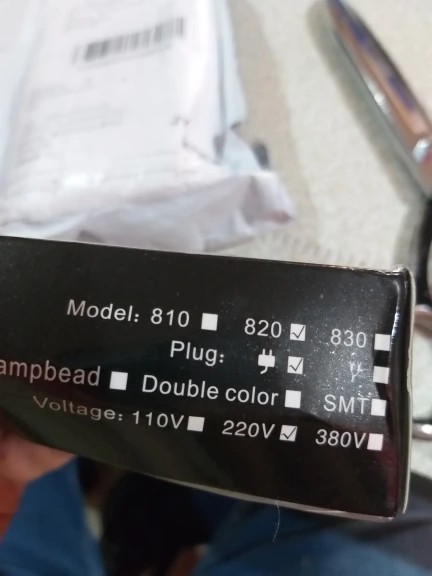 Model: 810 820 830
Plug:
ampbead Double color SMT
Voltage: 110V 220V 380V